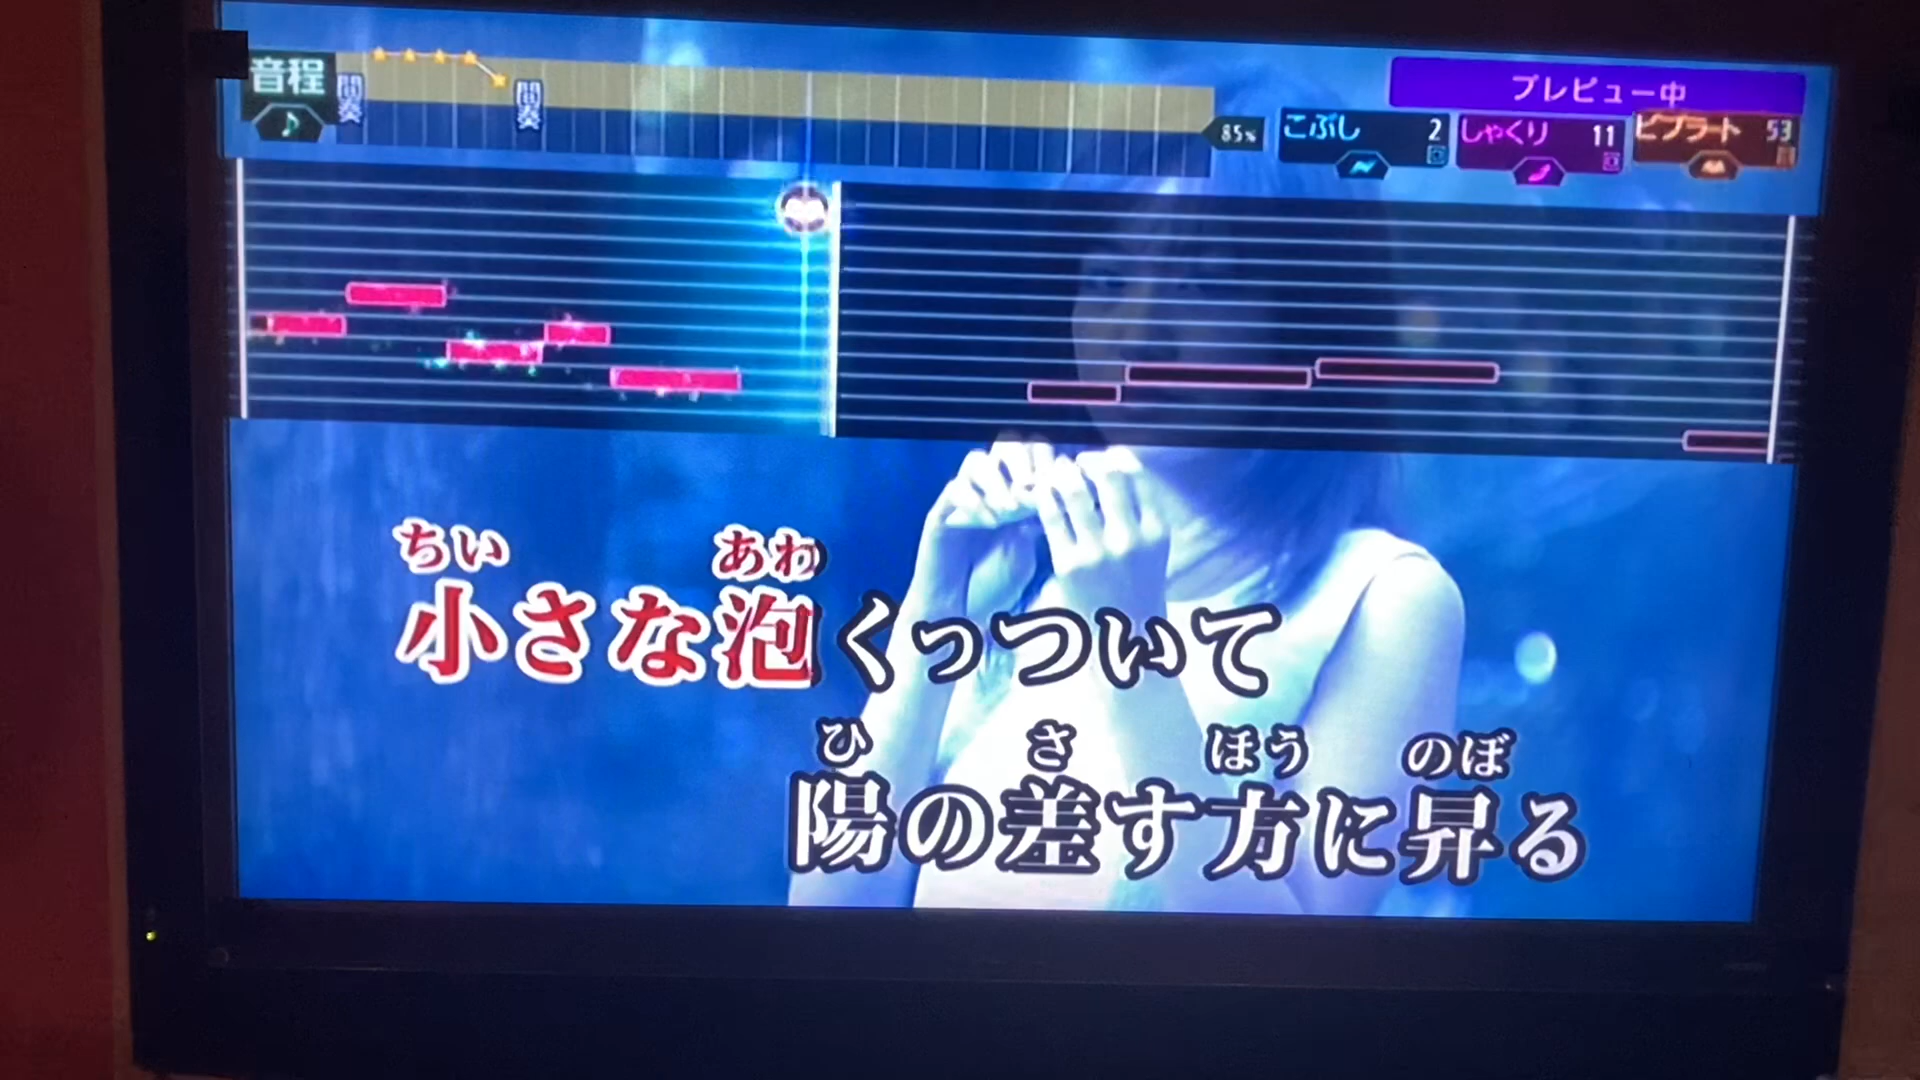 音程
間奏
間奏
85%
プレビュー中
こぶし 2
しゃくり 11
ビブラート 53
ちい あわ
小さな泡くっついて
ひ さ ほう のぼ
陽の差す方に昇る